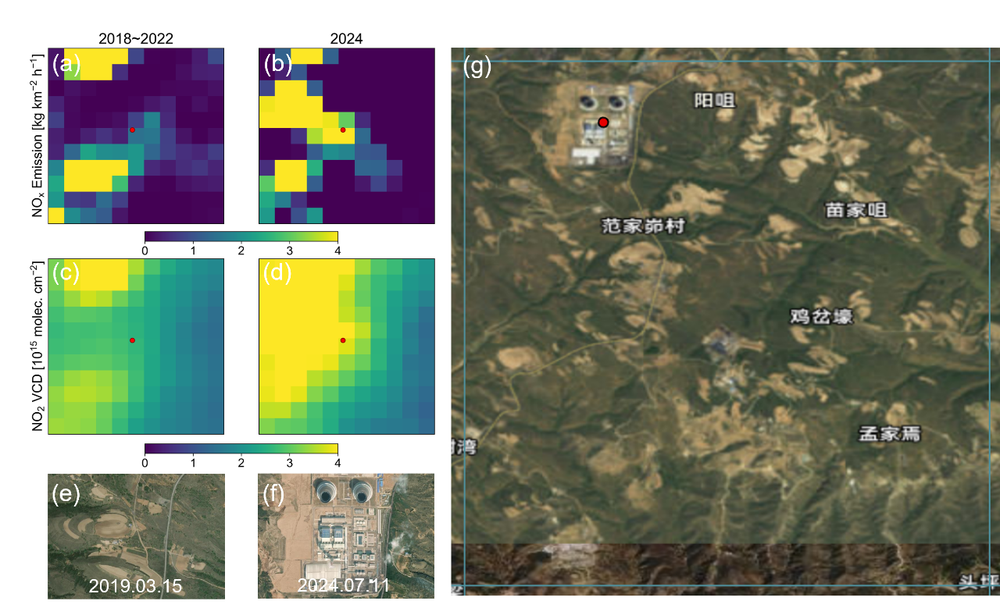 2018~2022
2024
(a)
(b)
NOₓ Emission [kg km⁻² h⁻¹]
0 1 2 3 4
(c)
(d)
NO₂ VCD [10¹⁵ molec. cm⁻²]
0 1 2 3 4
(e)
2019.03.15
(f)
2024.07.11
(g)
阳咀
苗家咀
范家峁村
鸡岔壕
孟家焉
湾
头坪